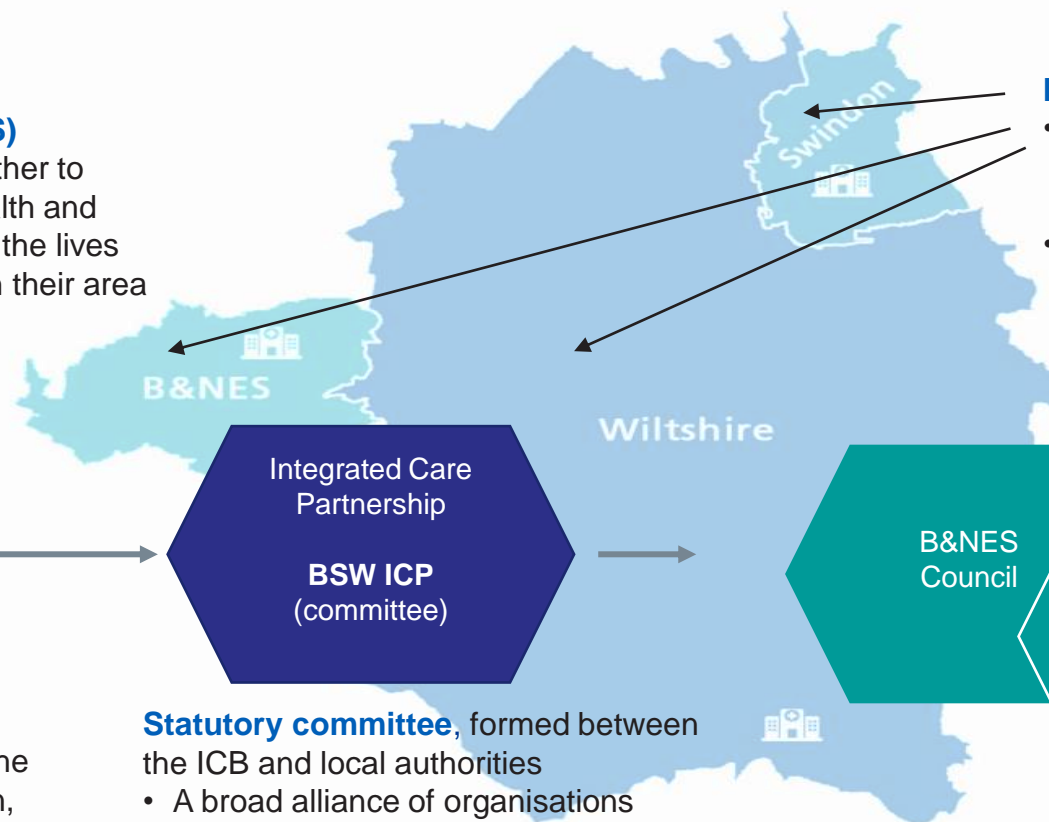 S)
ther to
lth and
the lives
n their area
Swindon
•
•
B&NES
Wiltshire
Integrated Care
Partnership
BSW ICP
(committee)
B&NES
Council
Statutory committee, formed between
the ICB and local authorities
• A broad alliance of organisations
ne
n,